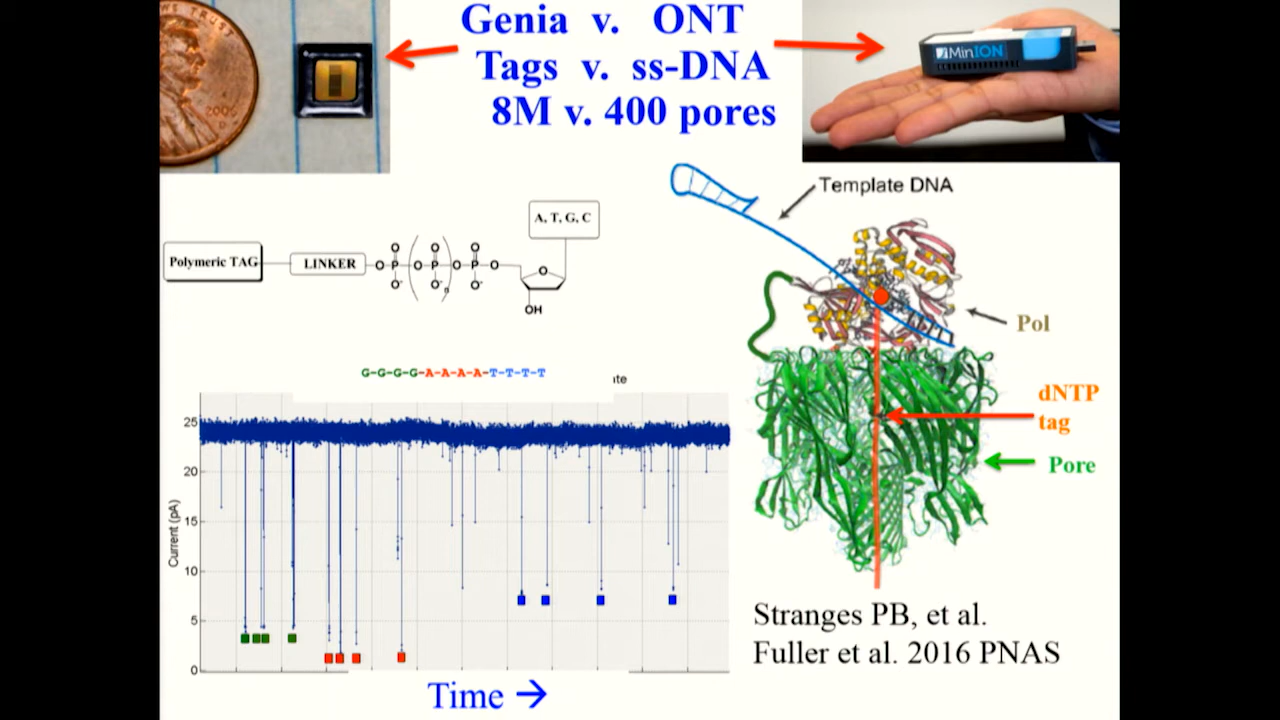 Genia v. ONT
Tags v. ss-DNA
8M v. 400 pores
MinION
2005
D
Template DNA
A, T, G, C
Polymeric TAG
LINKER
O P O P O P O
O O O
O- O- O-
n
O
OH
Pol
G-G-G-G-A-A-A-A-T-T-T-T
dNTP
tag
Pore
Current (pA)
25
20
15
10
5
0
Time →
Stranges PB, et al.
Fuller et al. 2016 PNAS